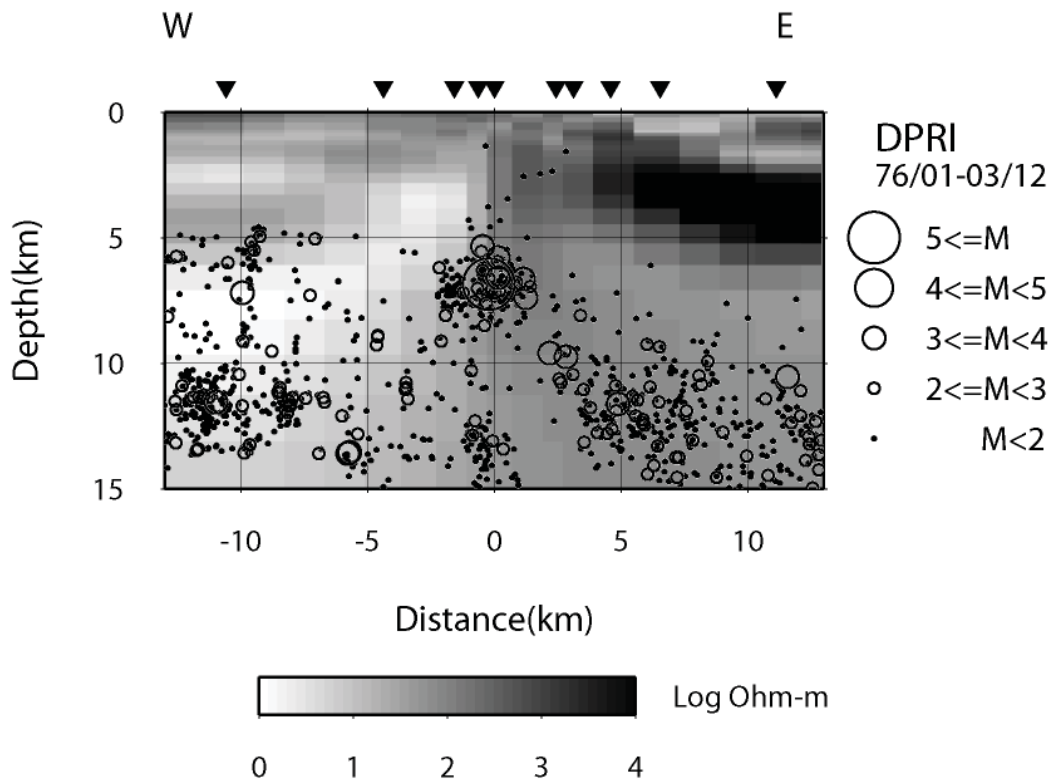 W E
DPRI
76/01-03/12
5<=M
4<=M<5
3<=M<4
2<=M<3
M<2
Depth(km)
0
5
10
15
-10 -5 0 5 10
Distance(km)
Log Ohm-m
0 1 2 3 4